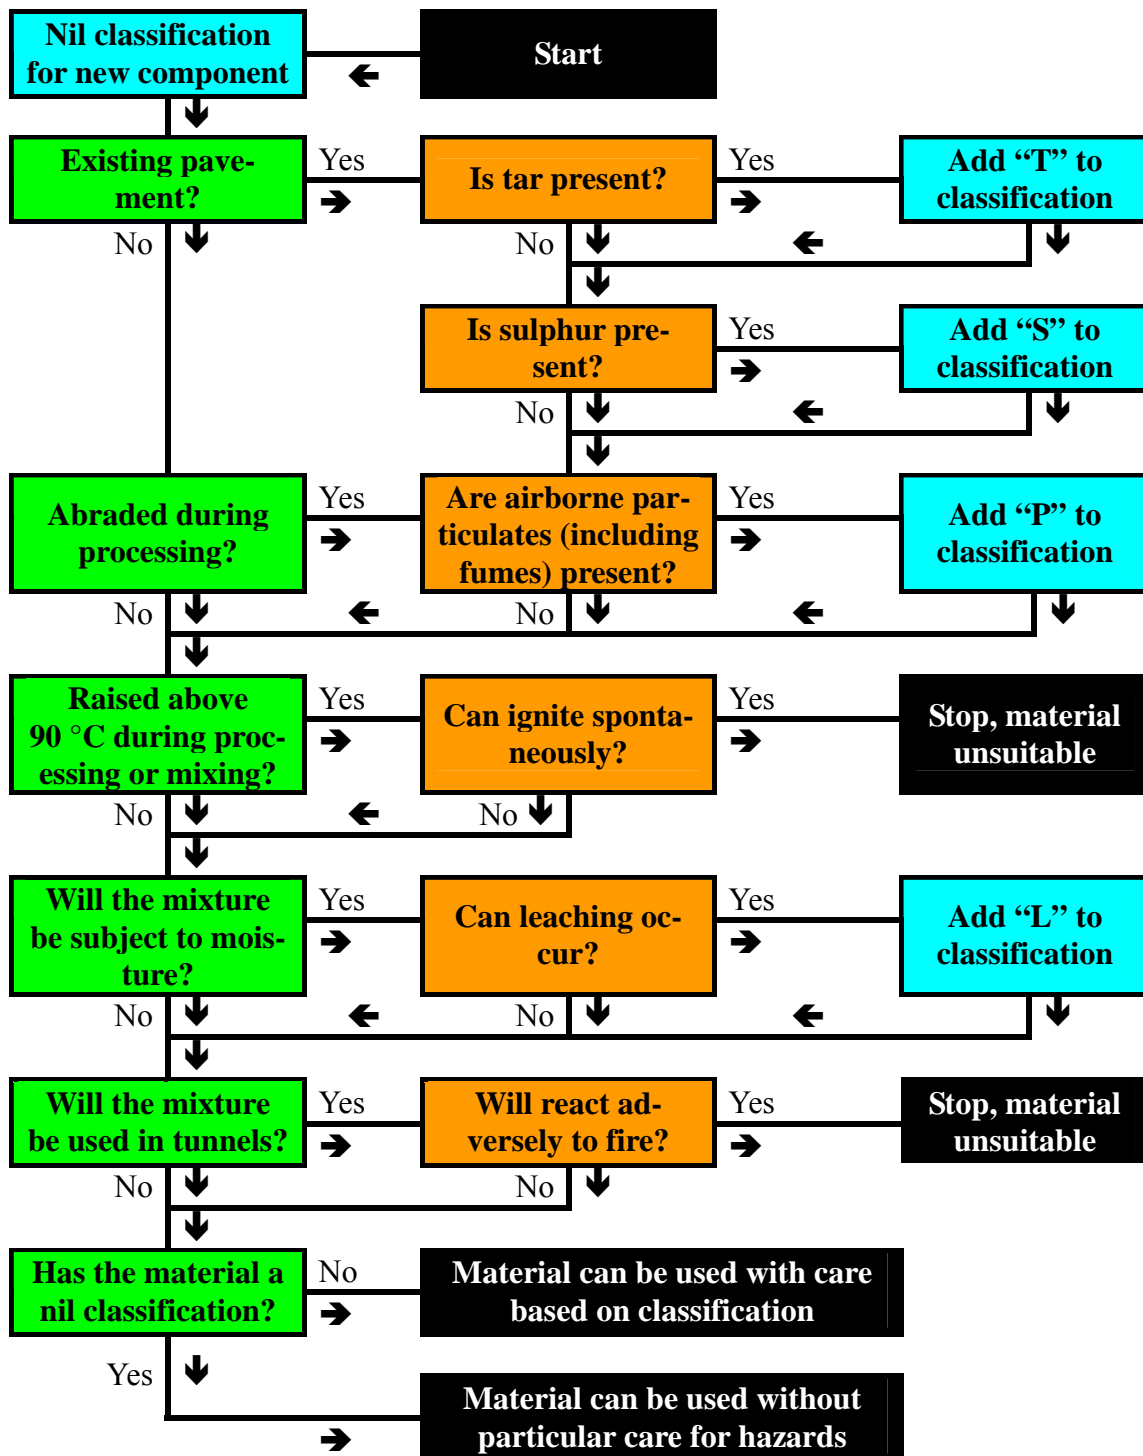 Nil classification
for new component
Start
Existing pave-
ment?
Yes
Is tar present?
Yes
Add “T” to
classification
No
No
Is sulphur pre-
sent?
Yes
Add “S” to
classification
No
Abraded during
processing?
Yes
Are airborne par-
ticulates (including
fumes) present?
Yes
Add “P” to
classification
No
No
Raised above
90 °C during proc-
essing or mixing?
Yes
Can ignite sponta-
neously?
Yes
Stop, material
unsuitable
No
No
Will the mixture
be subject to mois-
ture?
Yes
Can leaching oc-
cur?
Yes
Add “L” to
classification
No
No
Will the mixture
be used in tunnels?
Yes
Will react ad-
versely to fire?
Yes
Stop, material
unsuitable
No
No
Has the material a
nil classification?
No
Material can be used with care
based on classification
Yes
Material can be used without
particular care for hazards